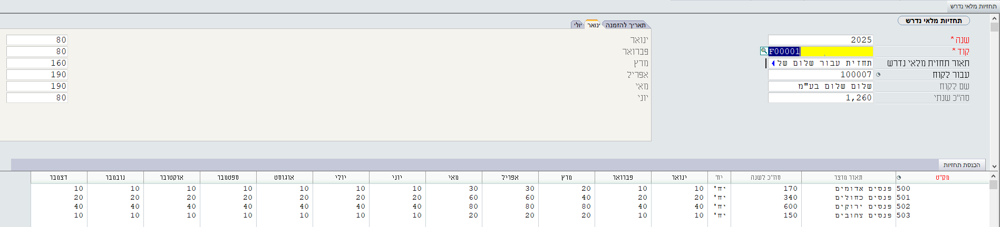 תחזיות מלאי נדרש
תחזיות מלאי נדרש
שנה * 2025
קוד * F00001
תאור תחזית מלאי נדרש תחזית עבור שלום של
עבור לקוח 100007
שם לקוח שלום שלום בע"מ
סה"כ שנתי 1,260
תאריך להזמנה ינואר יולי
ינואר 80
פברואר 80
מרץ 160
אפריל 190
מאי 190
יוני 80
הכנסת תחזיות
מק"ט תאור מוצר סה"כ לשנה יח' ינואר פברואר מרץ אפריל מאי יוני יולי אוגוסט ספטמבר אוקטובר נובמבר דצמבר
500 פנסים אדומים 170 יח' 10 10 20 30 30 10 10 10 10 10 10 10
501 פנסים כחולים 340 יח' 20 20 40 60 60 20 20 20 20 20 20 20
502 פנסים ירוקים 600 יח' 40 40 80 80 80 40 40 40 40 40 40 40
503 פנסים צהובים 150 יח' 10 10 20 20 20 10 10 10 10 10 10 10